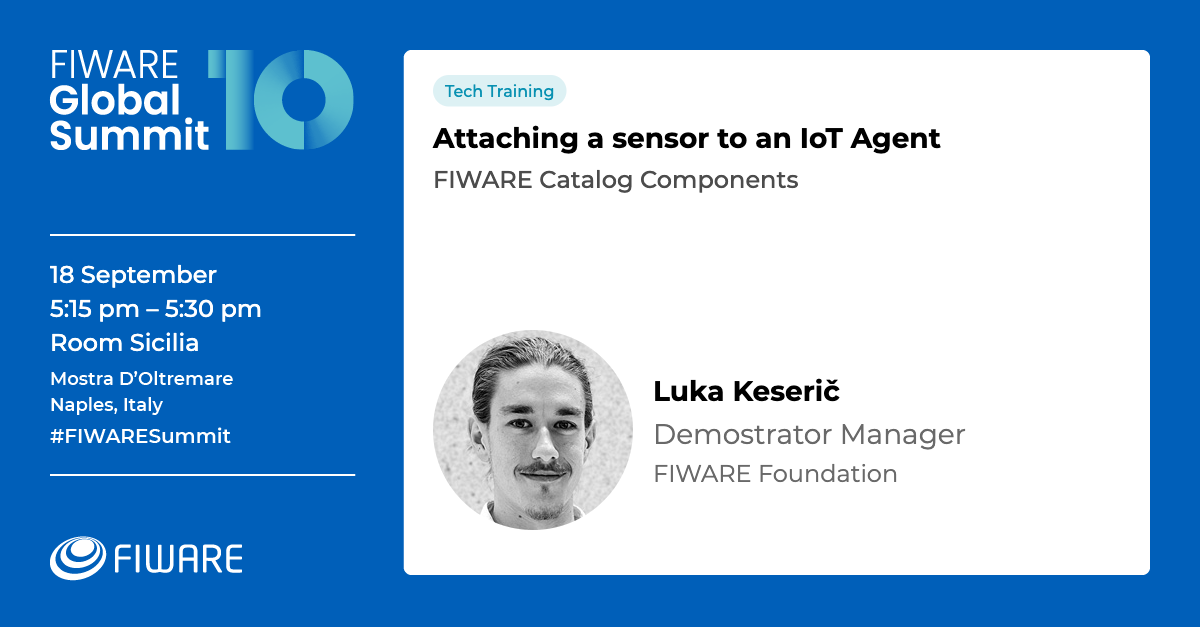 FIWARE
Global
Summit
10
18 September
5:15 pm – 5:30 pm
Room Sicilia
Mostra D’Oltremare
Naples, Italy
#FIWARESummit
FIWARE
Tech Training
Attaching a sensor to an IoT Agent
FIWARE Catalog Components
Luka Keserič
Demostrator Manager
FIWARE Foundation